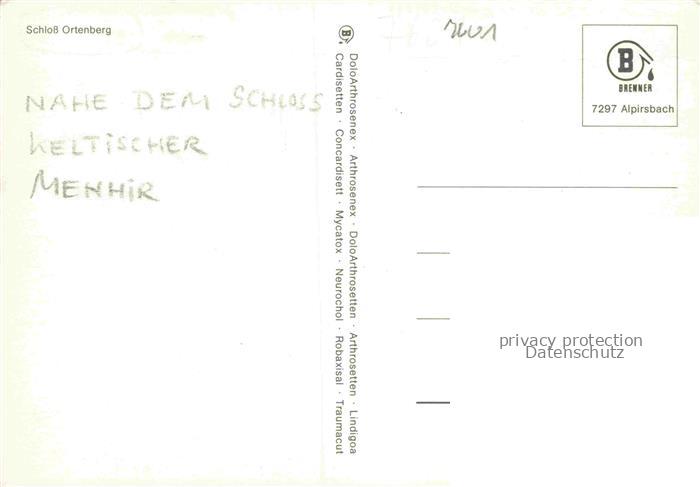 Schloß Ortenberg
NAHE DEM SCHLOSS
KELTISCHER
MENHIR
B
DoloArthrosenex · Arthrosenex · DoloArthrosetten · Arthrosetten · Lindigoa
Cardisetten · Concardisett · Mycatox · Neurochol · Robaxisal · Traumacut
B
BRENNER
7297 Alpirsbach
privacy protection
Datenschutz